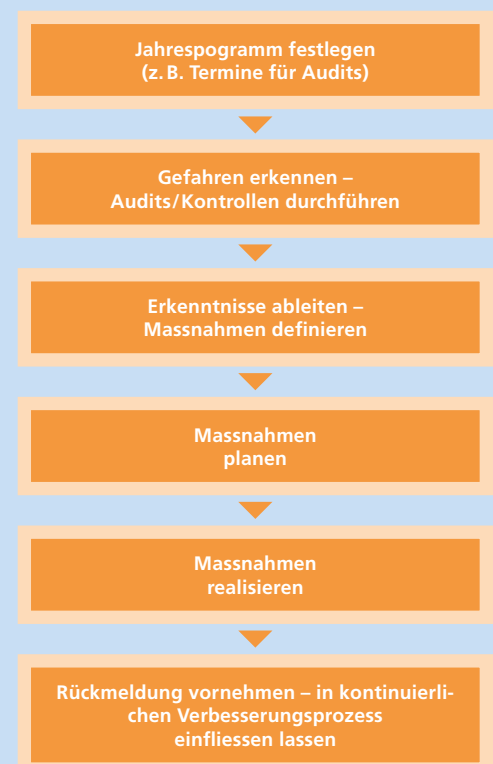 Jahrespogramm festlegen
(z. B. Termine für Audits)
Gefahren erkennen –
Audits/Kontrollen durchführen
Erkenntnisse ableiten –
Massnahmen definieren
Massnahmen
planen
Massnahmen
realisieren
Rückmeldung vornehmen – in kontinuierli-
chen Verbesserungsprozess
einfliessen lassen